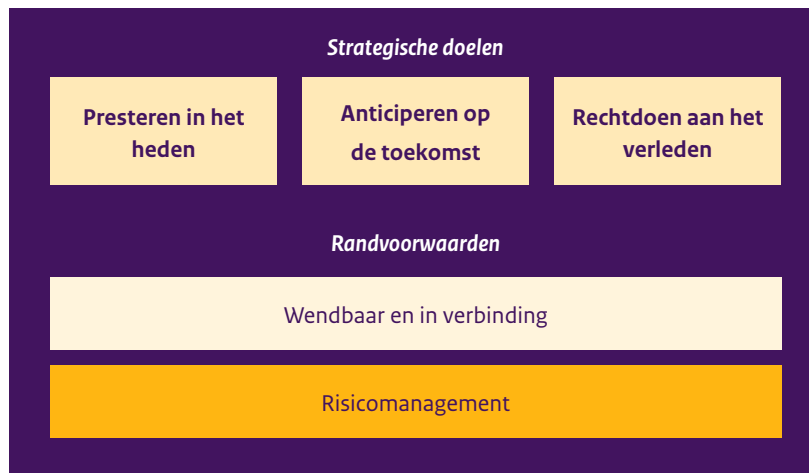 Strategische doelen
Presteren in het
heden
Anticiperen op
de toekomst
Rechtdoen aan het
verleden
Randvoorwaarden
Wendbaar en in verbinding
Risicomanagement